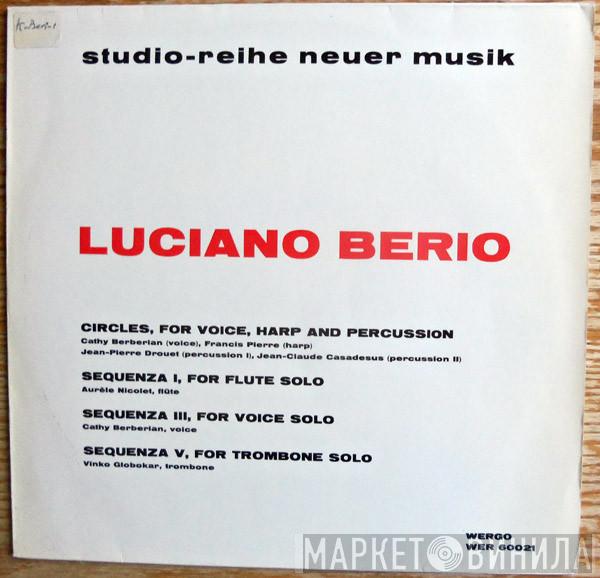 K-Beri-1
studio-reihe neuer musik
LUCIANO BERIO
CIRCLES, FOR VOICE, HARP AND PERCUSSION
Cathy Berberian (voice), Francis Pierre (harp)
Jean-Pierre Drouet (percussion I), Jean-Claude Casadesus (percussion II)
SEQUENZA I, FOR FLUTE SOLO
Aurèle Nicolet, flûte
SEQUENZA III, FOR VOICE SOLO
Cathy Berberian, voice
SEQUENZA V, FOR TROMBONE SOLO
Vinko Globokar, trombone
WERGO
WER 60021
МАРКЕТ ВИНИЛА